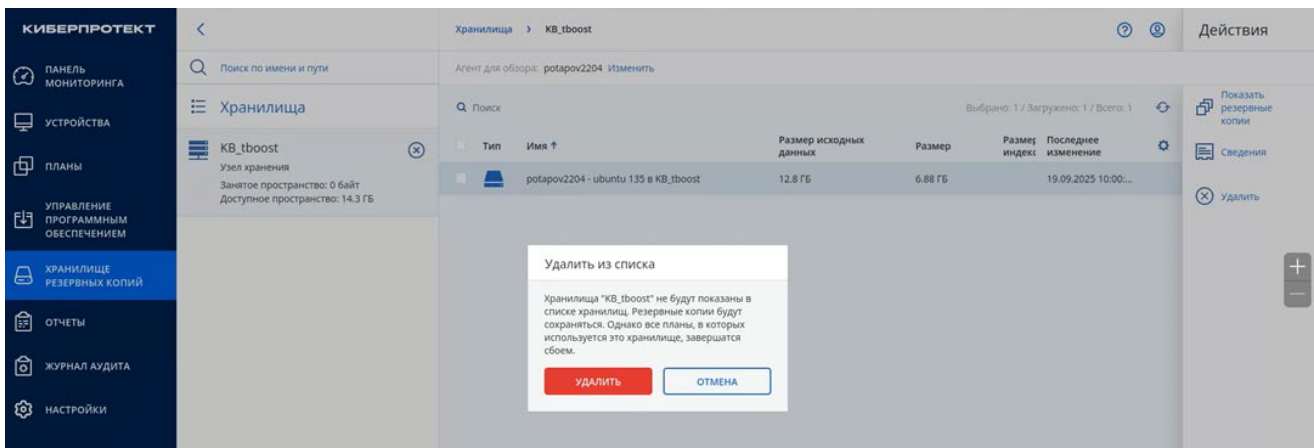 КИБЕРПРОТЕКТ
ПАНЕЛЬ
МОНИТОРИНГА
УСТРОЙСТВА
ПЛАНЫ
УПРАВЛЕНИЕ
ПРОГРАММНЫМ
ОБЕСПЕЧЕНИЕМ
ХРАНИЛИЩЕ
РЕЗЕРВНЫХ КОПИЙ
ОТЧЕТЫ
ЖУРНАЛ АУДИТА
НАСТРОЙКИ
Поиск по имени и пути
Хранилища
KB_tboost
Узел хранения
Занятое пространство: 0 байт
Доступное пространство: 14.3 ГБ
Хранилища > KB_tboost
Агент для обзора: potapov2204 Изменить
Поиск
Выбрано: 1 / Загружено: 1 / Всего: 1
Тип Имя ↑ Размер исходных данных Размер Размер индекс Последнее изменение
potapov2204 - ubuntu 135 в KB_tboost 12.8 ГБ 6.88 ГБ 19.09.2025 10:00:...
Удалить из списка
Хранилища "KB_tboost" не будут показаны в
списке хранилищ. Резервные копии будут
сохраняться. Однако все планы, в которых
используется это хранилище, завершатся
сбоем.
УДАЛИТЬ ОТМЕНА
Действия
Показать
резервные
копии
Сведения
Удалить